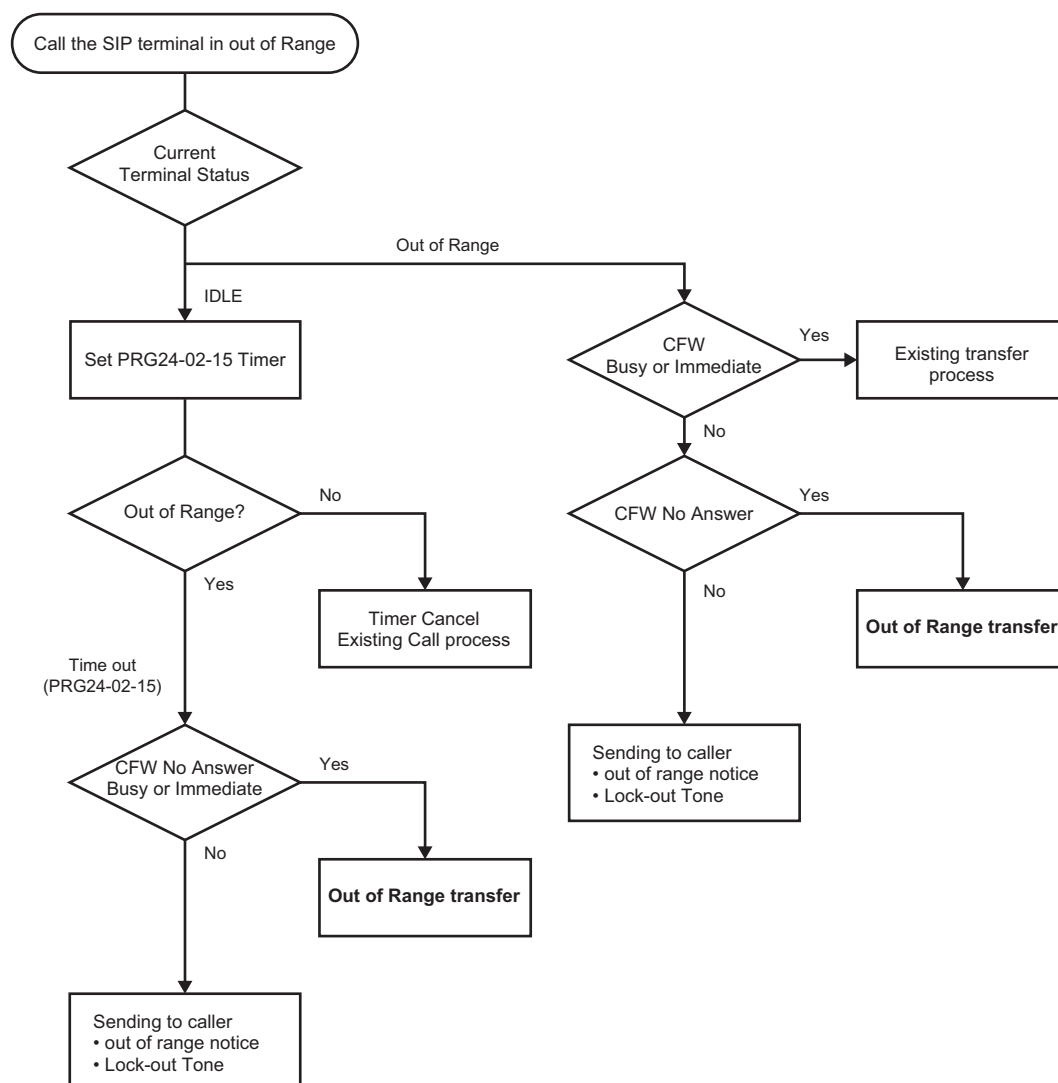 Call the SIP terminal in out of Range
Current
Terminal Status
Out of Range
IDLE
Set PRG24-02-15 Timer
CFW
Busy or Immediate
Yes
Existing transfer
process
No
Out of Range?
No
CFW No Answer
Yes
Yes
Timer Cancel
Existing Call process
No
Out of Range transfer
Time out
(PRG24-02-15)
CFW No Answer
Busy or Immediate
Yes
Sending to caller
• out of range notice
• Lock-out Tone
No
Out of Range transfer
Sending to caller
• out of range notice
• Lock-out Tone